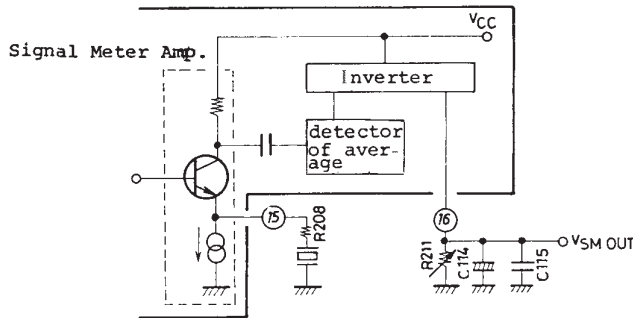 VCC
Signal Meter Amp.
Inverter
detector
of aver-
age
15
R208
16
R211
C114
C115
VSM OUT